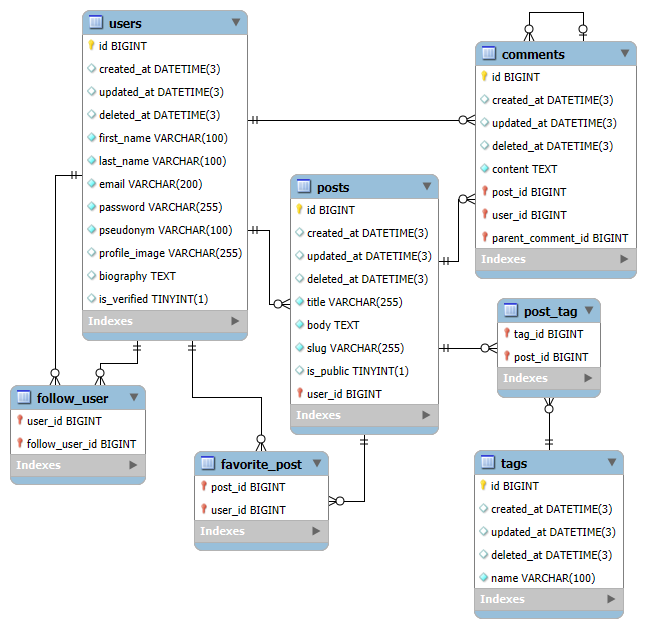 users
id BIGINT
created_at DATETIME(3)
updated_at DATETIME(3)
deleted_at DATETIME(3)
first_name VARCHAR(100)
last_name VARCHAR(100)
email VARCHAR(200)
password VARCHAR(255)
pseudonym VARCHAR(100)
profile_image VARCHAR(255)
biography TEXT
is_verified TINYINT(1)
Indexes
comments
id BIGINT
created_at DATETIME(3)
updated_at DATETIME(3)
deleted_at DATETIME(3)
content TEXT
post_id BIGINT
user_id BIGINT
parent_comment_id BIGINT
Indexes
posts
id BIGINT
created_at DATETIME(3)
updated_at DATETIME(3)
deleted_at DATETIME(3)
title VARCHAR(255)
body TEXT
slug VARCHAR(255)
is_public TINYINT(1)
user_id BIGINT
Indexes
post_tag
tag_id BIGINT
post_id BIGINT
Indexes
follow_user
user_id BIGINT
follow_user_id BIGINT
Indexes
favorite_post
post_id BIGINT
user_id BIGINT
Indexes
tags
id BIGINT
created_at DATETIME(3)
updated_at DATETIME(3)
deleted_at DATETIME(3)
name VARCHAR(100)
Indexes